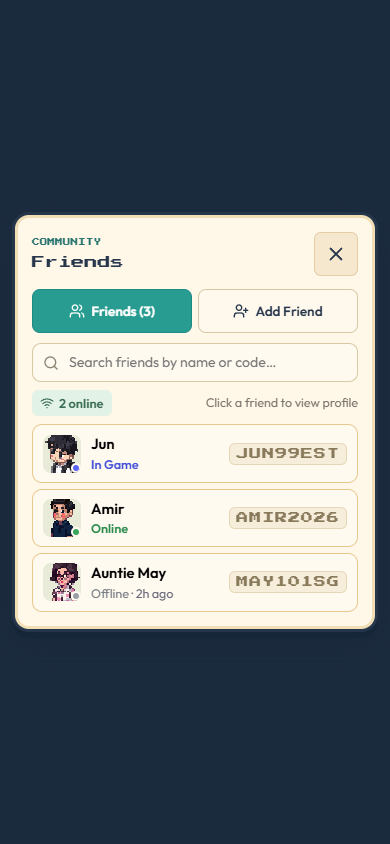 COMMUNITY
Friends
Friends (3)
Add Friend
Search friends by name or code...
2 online
Click a friend to view profile
Jun
In Game
JUN99EST
Amir
Online
AMIR2026
Auntie May
Offline · 2h ago
MAY101SG